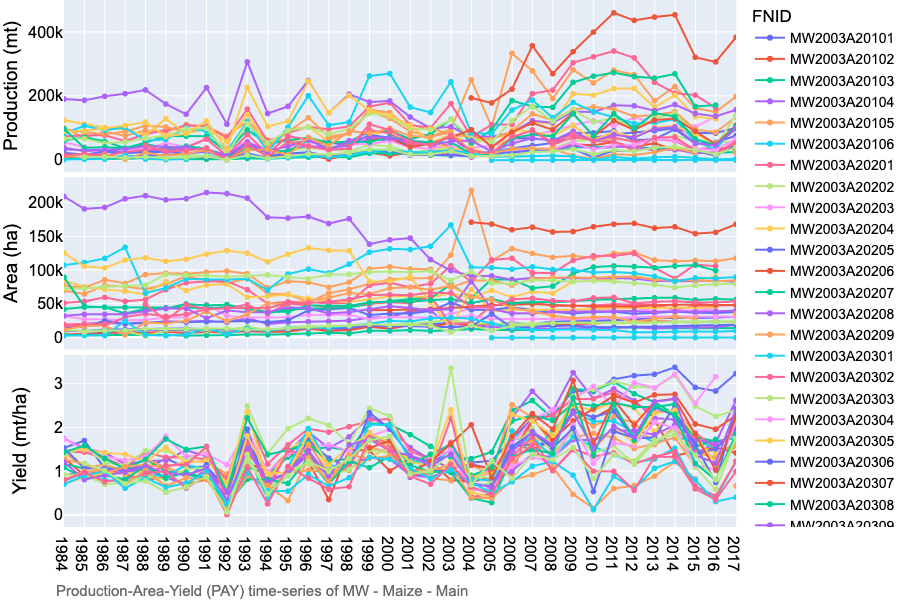 FNID
Production (mt)
400k
200k
0
Area (ha)
200k
150k
100k
50k
0
Yield (mt/ha)
3
2
1
0
1984
1985
1986
1987
1988
1989
1990
1991
1992
1993
1994
1995
1996
1997
1998
1999
2000
2001
2002
2003
2004
2005
2006
2007
2008
2009
2010
2011
2012
2013
2014
2015
2016
2017
MW2003A20101
MW2003A20102
MW2003A20103
MW2003A20104
MW2003A20105
MW2003A20106
MW2003A20201
MW2003A20202
MW2003A20203
MW2003A20204
MW2003A20205
MW2003A20206
MW2003A20207
MW2003A20208
MW2003A20209
MW2003A20301
MW2003A20302
MW2003A20303
MW2003A20304
MW2003A20305
MW2003A20306
MW2003A20307
MW2003A20308
MW2003A20309
Production-Area-Yield (PAY) time-series of MW - Maize - Main